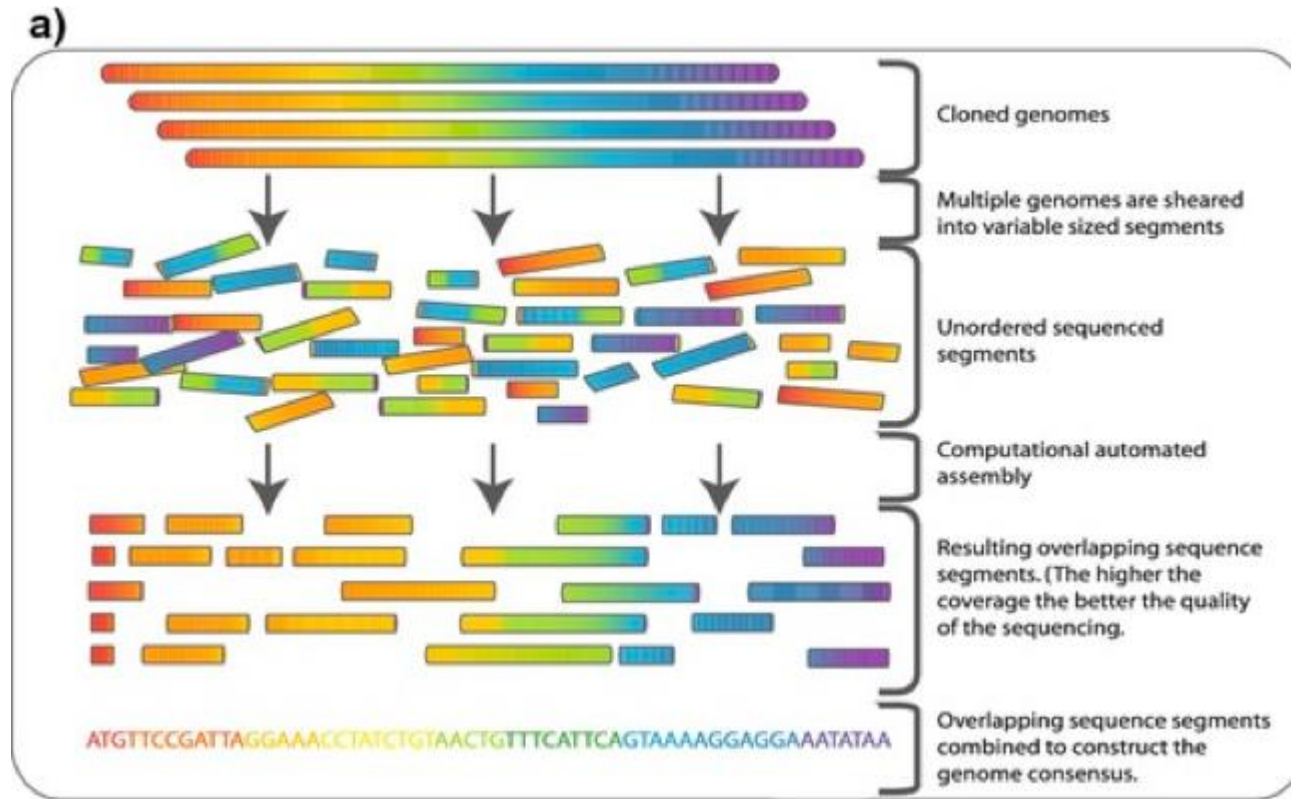 a)
Cloned genomes
Multiple genomes are sheared
into variable sized segments
Unordered sequenced
segments
Computational automated
assembly
Resulting overlapping sequence
segments. (The higher the
coverage the better the quality
of the sequencing.
ATGTTCCGATTAGGAAACCTATCTGTAACTGTTTCATTCAGTAAAAGGAGGAAATATAA
Overlapping sequence segments
combined to construct the
genome consensus.